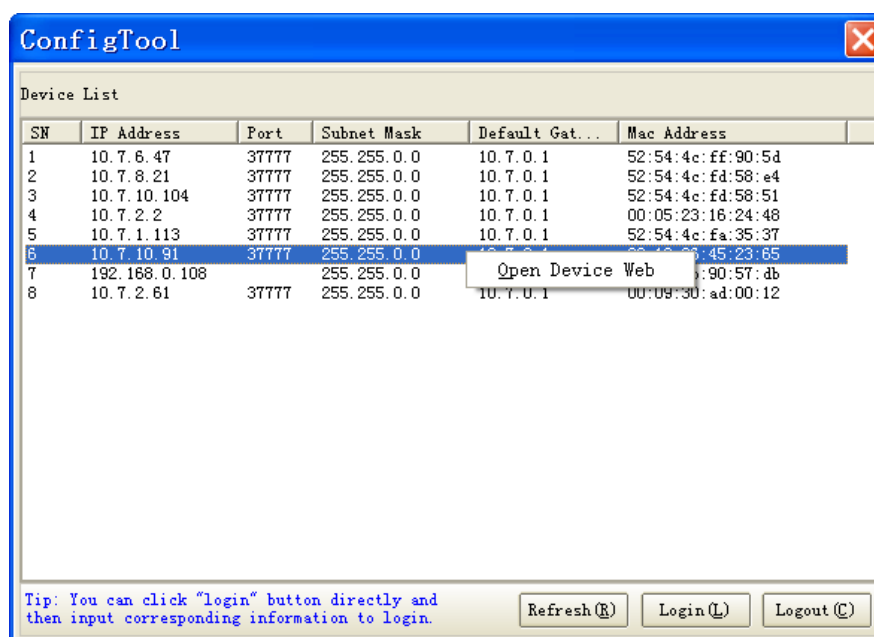 ConfigTool
Device List
SN IP Address Port Subnet Mask Default Gat... Mac Address
1 10.7.6.47 37777 255.255.0.0 10.7.0.1 52:54:4c:ff:90:5d
2 10.7.8.21 37777 255.255.0.0 10.7.0.1 52:54:4c:fd:58:e4
3 10.7.10.104 37777 255.255.0.0 10.7.0.1 52:54:4c:fd:58:51
4 10.7.2.2 37777 255.255.0.0 10.7.0.1 00:05:23:16:24:48
5 10.7.1.113 37777 255.255.0.0 10.7.0.1 52:54:4c:fa:35:37
6 10.7.10.91 37777 255.255.0.0 :45:23:65
Open Device Web
7 192.168.0.108 255.255.0.0 :90:57:db
8 10.7.2.61 37777 255.255.0.0 10.7.0.1 00:09:30:ad:00:12
Tip: You can click "login" button directly and
then input corresponding information to login.
Refresh(R) Login(L) Logout(C)